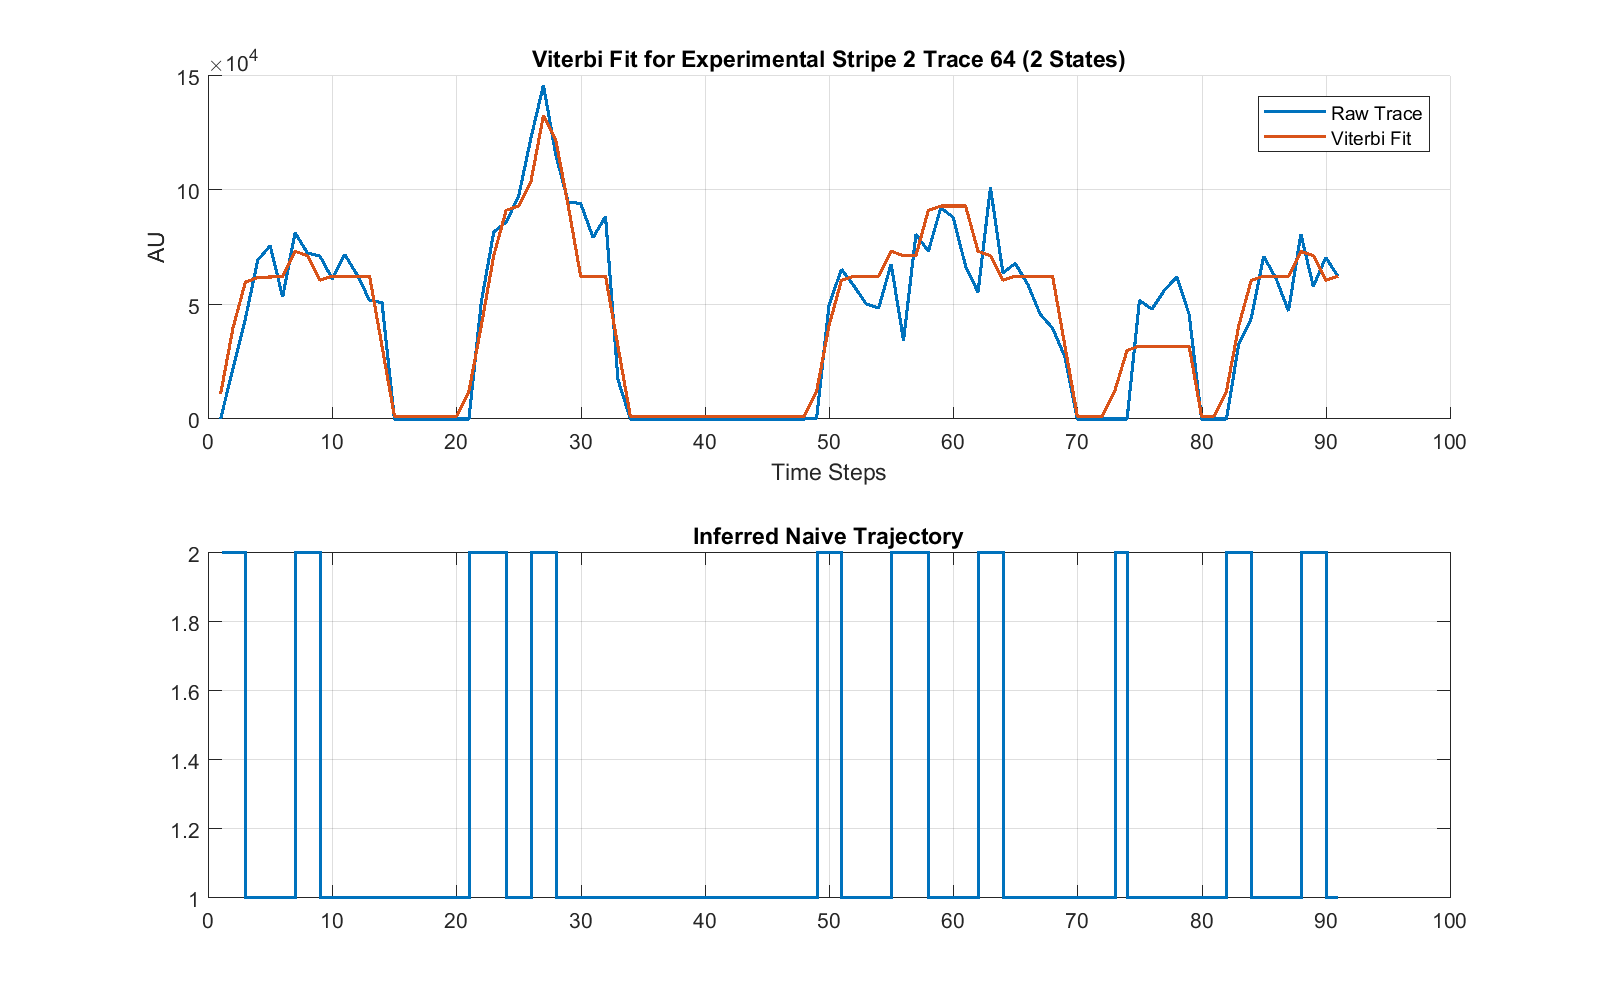 Viterbi Fit for Experimental Stripe 2 Trace 64 (2 States)
×10⁴
15
10
5
0
AU
Raw Trace
Viterbi Fit
0 10 20 30 40 50 60 70 80 90 100
Time Steps
Inferred Naive Trajectory
2
1.8
1.6
1.4
1.2
1
0 10 20 30 40 50 60 70 80 90 100